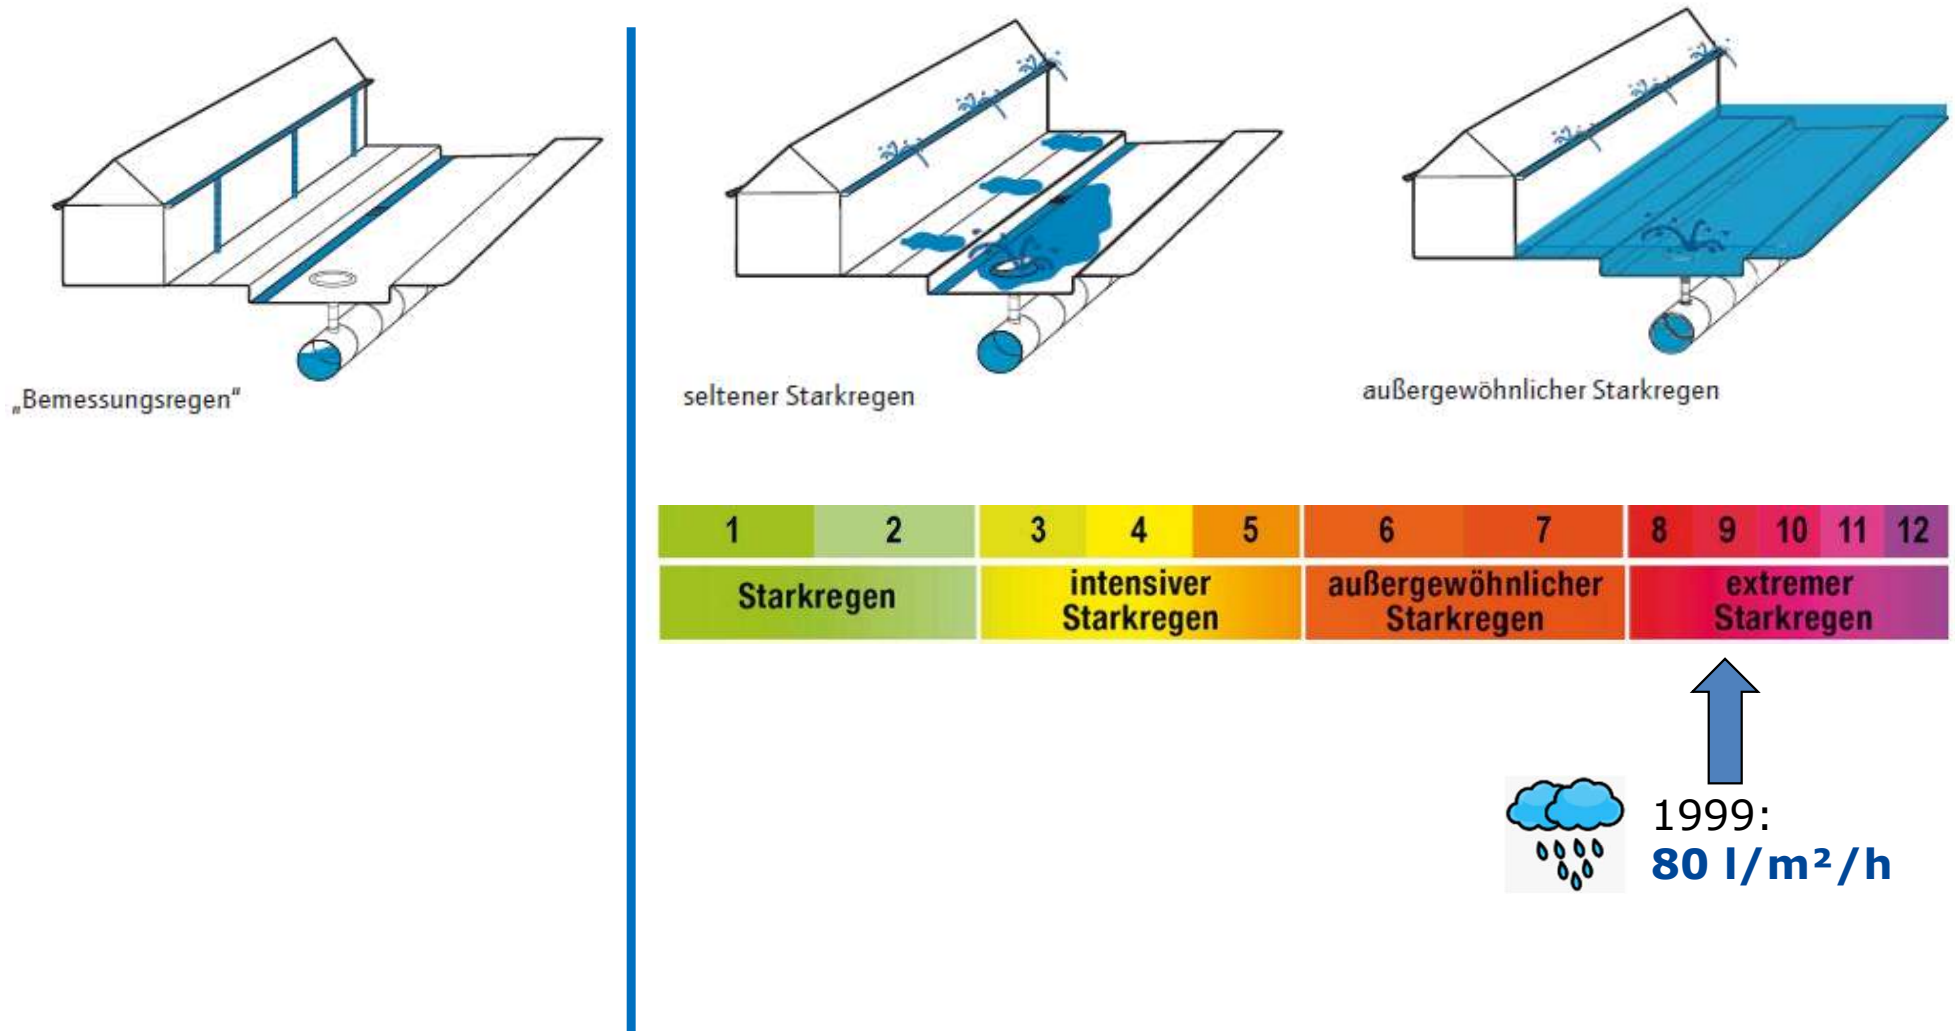 „Bemessungsregen"
seltener Starkregen
außergewöhnlicher Starkregen
1 2 3 4 5 6 7 8 9 10 11 12
Starkregen
intensiver
Starkregen
außergewöhnlicher
Starkregen
extremer
Starkregen
1999:
80 l/m²/h